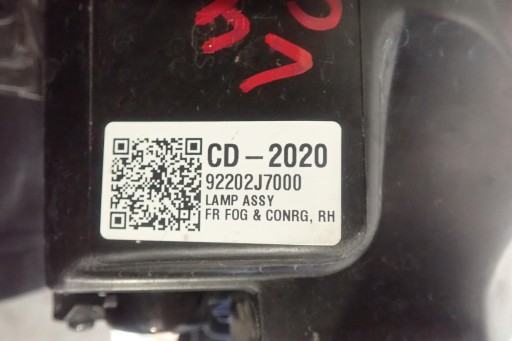 CD-2020
92202J7000
LAMP ASSY
FR FOG & CONRG, RH